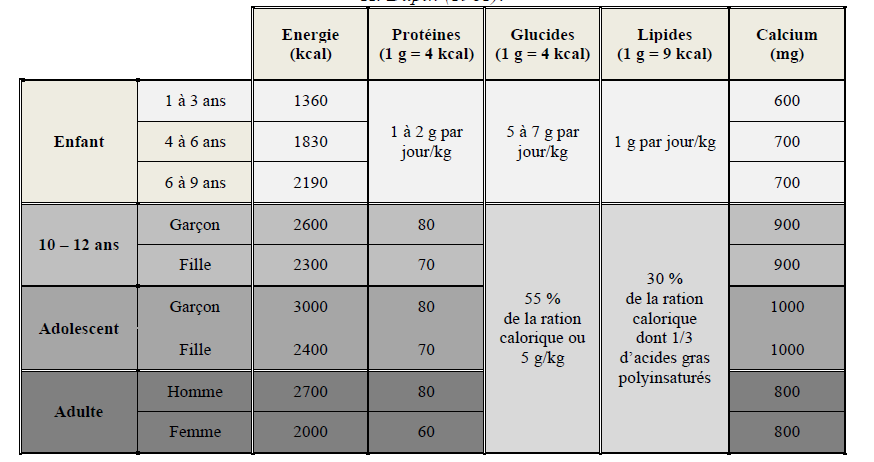 Energie Protéines Glucides Lipides Calcium
(kcal) (1 g = 4 kcal) (1 g = 4 kcal) (1 g = 9 kcal) (mg)
Enfant
1 à 3 ans 1360 600
4 à 6 ans 1830 700
6 à 9 ans 2190 700
1 à 2 g par
jour/kg
5 à 7 g par
jour/kg
1 g par jour/kg
10 – 12 ans
Garçon 2600 80 900
Fille 2300 70 900
Adolescent
Garçon 3000 80 1000
Fille 2400 70 1000
Adulte
Homme 2700 80 800
Femme 2000 60 800
55 %
de la ration
calorique ou
5 g/kg
30 %
de la ration
calorique
dont 1/3
d’acides gras
polyinsaturés